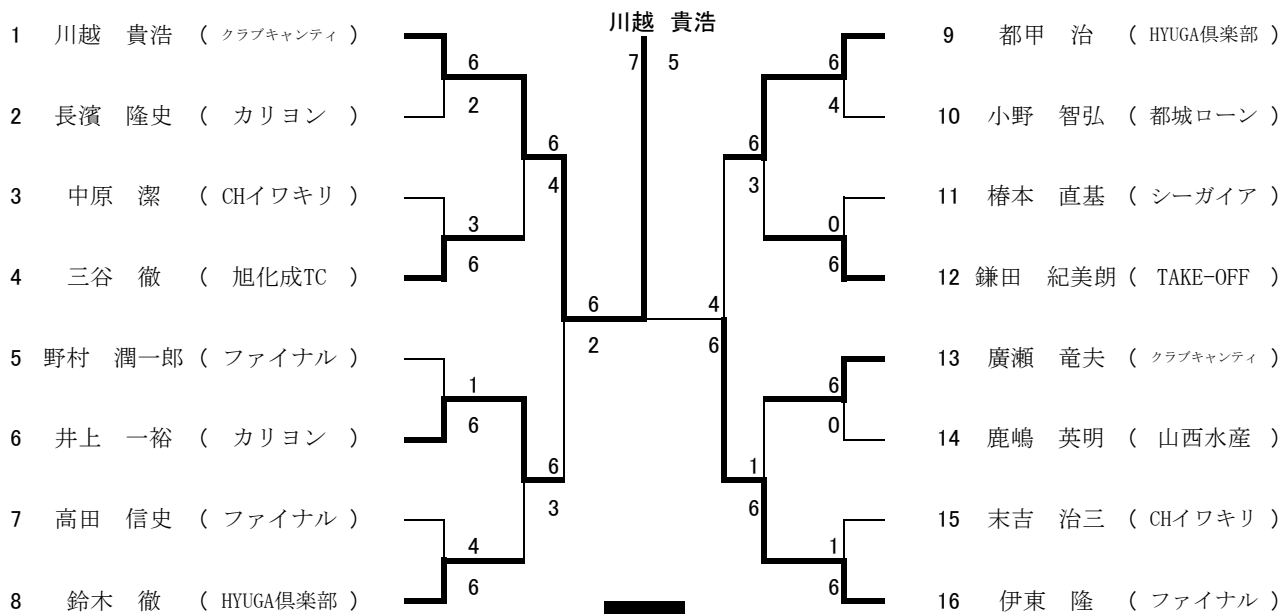 川越 貴浩
7 5
1 川越 貴浩 ( クラブキャンティ )
6
2
2 長濱 隆史 ( カリヨン )
6
4
3 中原 潔 ( CHイワキリ )
3
6
4 三谷 徹 ( 旭化成TC )
6
2
5 野村 潤一郎 ( ファイナル )
1
6
6 井上 一裕 ( カリヨン )
6
3
7 高田 信史 ( ファイナル )
4
6
8 鈴木 徹 ( HYUGA倶楽部 )
9 都甲 治 ( HYUGA倶楽部 )
6
4
10 小野 智弘 ( 都城ローン )
6
3
11 椿本 直基 ( シーガイア )
0
6
12 鎌田 紀美朗 ( TAKE-OFF )
4
6
13 廣瀬 竜夫 ( クラブキャンティ )
6
0
14 鹿嶋 英明 ( 山西水産 )
1
6
15 末吉 治三 ( CHイワキリ )
1
6
16 伊東 隆 ( ファイナル )